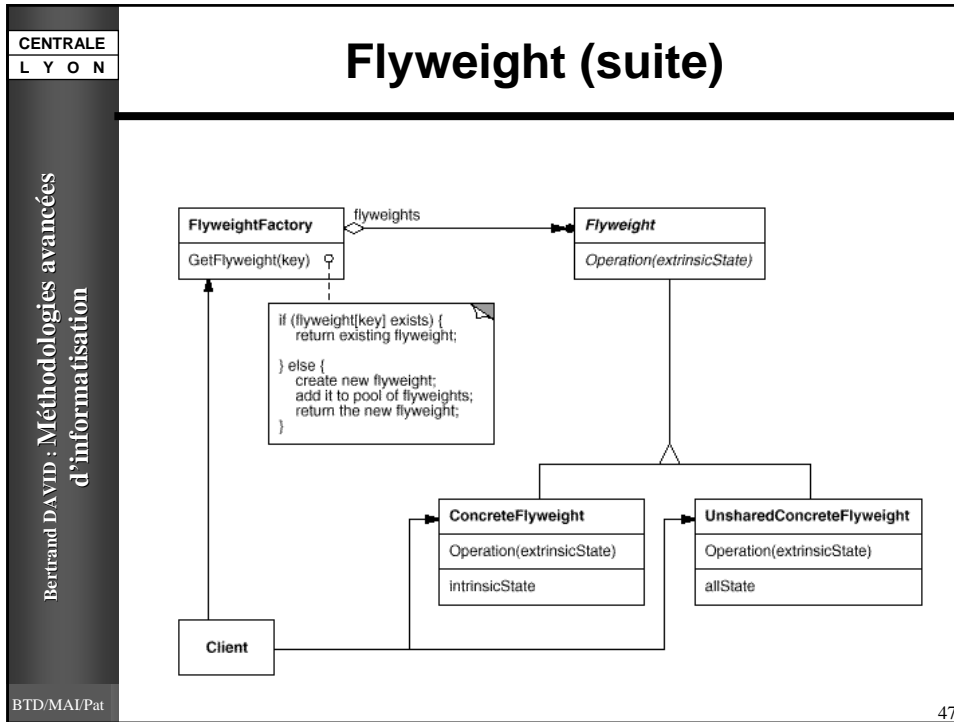 CENTRALE
L Y O N
Flyweight (suite)
Bertrand DAVID : Méthodologies avancées
d'informatisation
FlyweightFactory
GetFlyweight(key)
flyweights
Flyweight
Operation(extrinsicState)
if (flyweight[key] exists) {
return existing flyweight;
} else {
create new flyweight;
add it to pool of flyweights;
return the new flyweight;
}
ConcreteFlyweight
Operation(extrinsicState)
intrinsicState
UnsharedConcreteFlyweight
Operation(extrinsicState)
allState
Client
BTD/MAI/Pat
47